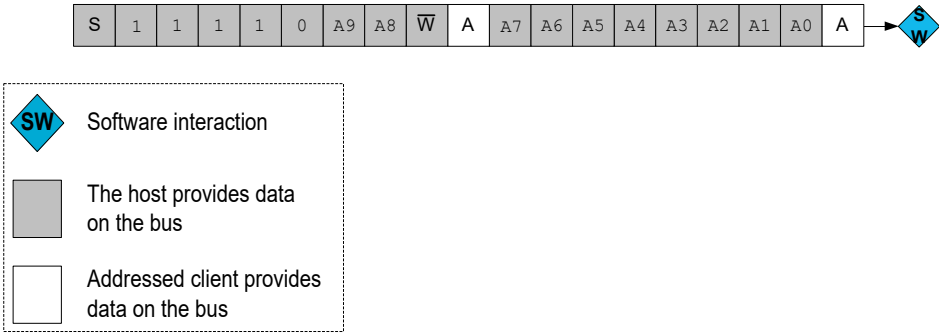 S 1 1 1 1 0 A9 A8 W̅ A A7 A6 A5 A4 A3 A2 A1 A0 A
S
W
SW Software interaction
The host provides data
on the bus
Addressed client provides
data on the bus